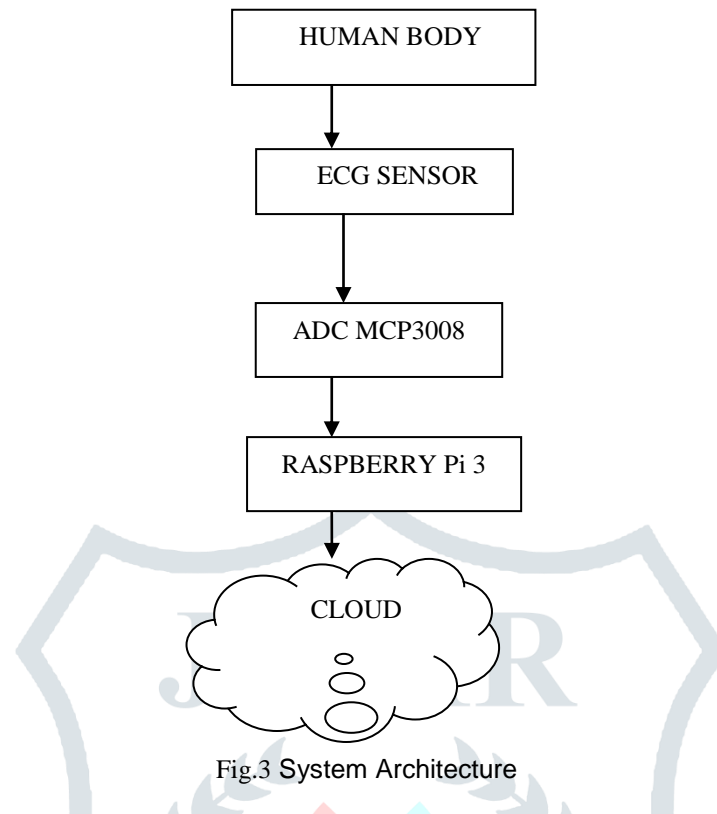 HUMAN BODY
ECG SENSOR
ADC MCP3008
RASPBERRY Pi 3
CLOUD
Fig.3 System Architecture